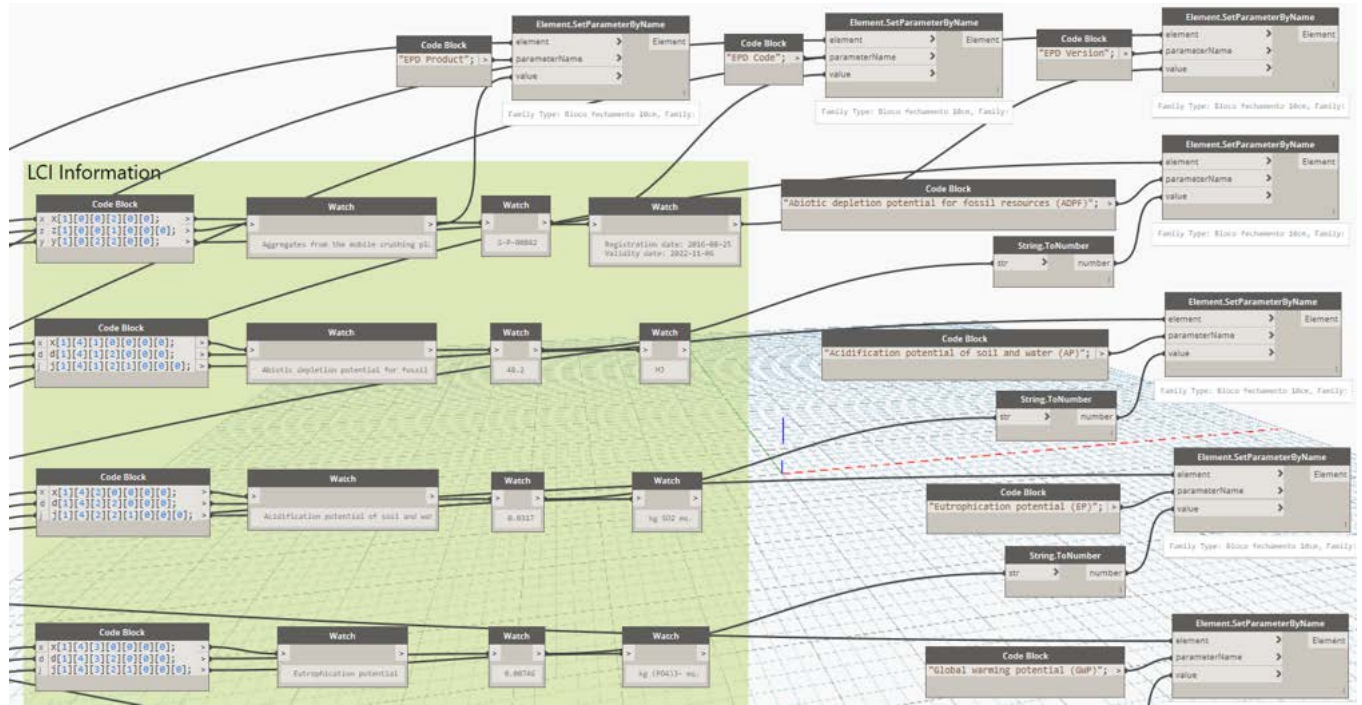 Element.SetParameterByName
element > Element
parameterName >
value >
Family Type: Bloco fechamento 10cm, Family:
Code Block
"EPD Product"; >
Element.SetParameterByName
element > Element
parameterName >
value >
Family Type: Bloco fechamento 10cm, Family:
Code Block
"EPD Code"; >
Element.SetParameterByName
element > Element
parameterName >
value >
Family Type: Bloco fechamento 10cm, Family:
Code Block
"EPD Version"; >
LCI Information
Code Block
x x[1][0][0][2][0][0]; >
z z[1][0][0][1][0][0][0]; >
y y[1][0][2][2][0][0]; >
Watch
> >
Aggregates from the mobile crushing
Watch
> >
S-P-00842
Watch
> >
Registration date: 2016-08-25
Validity date: 2022-11-06
Code Block
"Abiotic depletion potential for fossil resources (ADPF)"; >
Element.SetParameterByName
element > Element
parameterName >
value >
Family Type: Bloco fechamento 10cm, Family:
String.ToNumber
str > number
Code Block
x x[1][4][1][0][0][0][0]; >
d d[1][4][1][2][0][0][0]; >
j j[1][4][1][2][1][0][0][0]; >
Watch
> >
Abiotic depletion potential for fossil
Watch
> >
48.2
Watch
> >
MJ
Code Block
"Acidification potential of soil and water (AP)"; >
Element.SetParameterByName
element > Element
parameterName >
value >
Family Type: Bloco fechamento 10cm, Family:
String.ToNumber
str > number
Code Block
x x[1][4][2][0][0][0][0]; >
d d[1][4][2][2][0][0][0]; >
j j[1][4][2][2][1][0][0][0]; >
Watch
> >
Acidification potential of soil and wat
Watch
> >
0.0317
Watch
> >
kg SO2 eq.
Code Block
"Eutrophication potential (EP)"; >
Element.SetParameterByName
element > Element
parameterName >
value >
Family Type: Bloco fechamento 10cm, Family:
String.ToNumber
str > number
Code Block
x x[1][4][3][0][0][0][0]; >
d d[1][4][3][2][0][0][0]; >
j j[1][4][3][2][1][0][0][0]; >
Watch
> >
Eutrophication potential
Watch
> >
0.00746
Watch
> >
kg (PO4)3- eq.
Code Block
"Global warming potential (GWP)"; >
Element.SetParameterByName
element > Element
parameterName >
value >